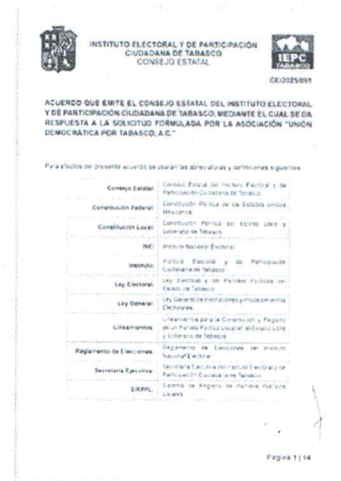 INSTITUTO ELECTORAL Y DE PARTICIPACIÓN
CIUDADANA DE TABASCO
CONSEJO ESTATAL
IEPC
TABASCO
CE/2025/091
ACUERDO QUE EMITE EL CONSEJO ESTATAL DEL INSTITUTO ELECTORAL
Y DE PARTICIPACIÓN CIUDADANA DE TABASCO, MEDIANTE EL CUAL SE DA
RESPUESTA A LA SOLICITUD FORMULADA POR LA ASOCIACIÓN "UNIÓN
DEMOCRÁTICA POR TABASCO, A.C."
Para efectos del presente acuerdo se usarán las abreviaturas y definiciones siguientes
Consejo Estatal: Consejo Estatal del Instituto Electoral y de
Participación Ciudadana de Tabasco
Constitución Federal: Constitución Política de los Estados Unidos
Mexicanos
Constitución Local: Constitución Política del Estado Libre y
Soberano de Tabasco
INE: Instituto Nacional Electoral
Instituto: Instituto Electoral y de Participación
Ciudadana de Tabasco
Ley Electoral: Ley Electoral y de Partidos Políticos del
Estado de Tabasco
Ley General: Ley General de Instituciones y Procedimientos
Electorales
Lineamientos: Lineamientos para la Constitución y Registro
de un Partido Político Local en el Estado Libre
y Soberano de Tabasco
Reglamento de Elecciones: Reglamento de Elecciones del Instituto
Nacional Electoral
Secretaría Ejecutiva: Secretaría Ejecutiva del Instituto Electoral y de
Participación Ciudadana de Tabasco
SIRPPL: Sistema de Registro de Partidos Políticos
Locales
Página 1 | 14